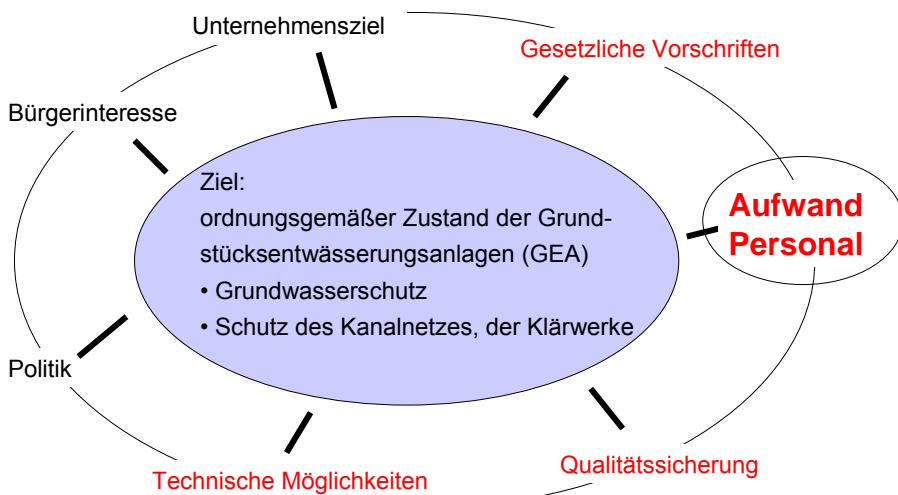 Unternehmensziel
Gesetzliche Vorschriften
Bürgerinteresse
Ziel:
ordnungsgemäßer Zustand der Grund-
stücksentwässerungsanlagen (GEA)
• Grundwasserschutz
• Schutz des Kanalnetzes, der Klärwerke
Aufwand
Personal
Politik
Technische Möglichkeiten
Qualitätssicherung